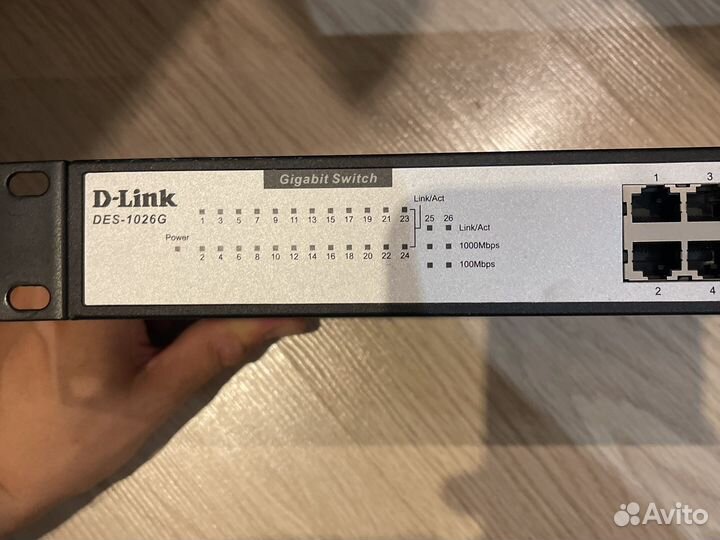 Gigabit Switch
D-Link
DES-1026G
Power
1 3 5 7 9 11 13 15 17 19 21 23
2 4 6 8 10 12 14 16 18 20 22 24
Link/Act
25 26
Link/Act
1000Mbps
100Mbps
1 3
2 4
Avito